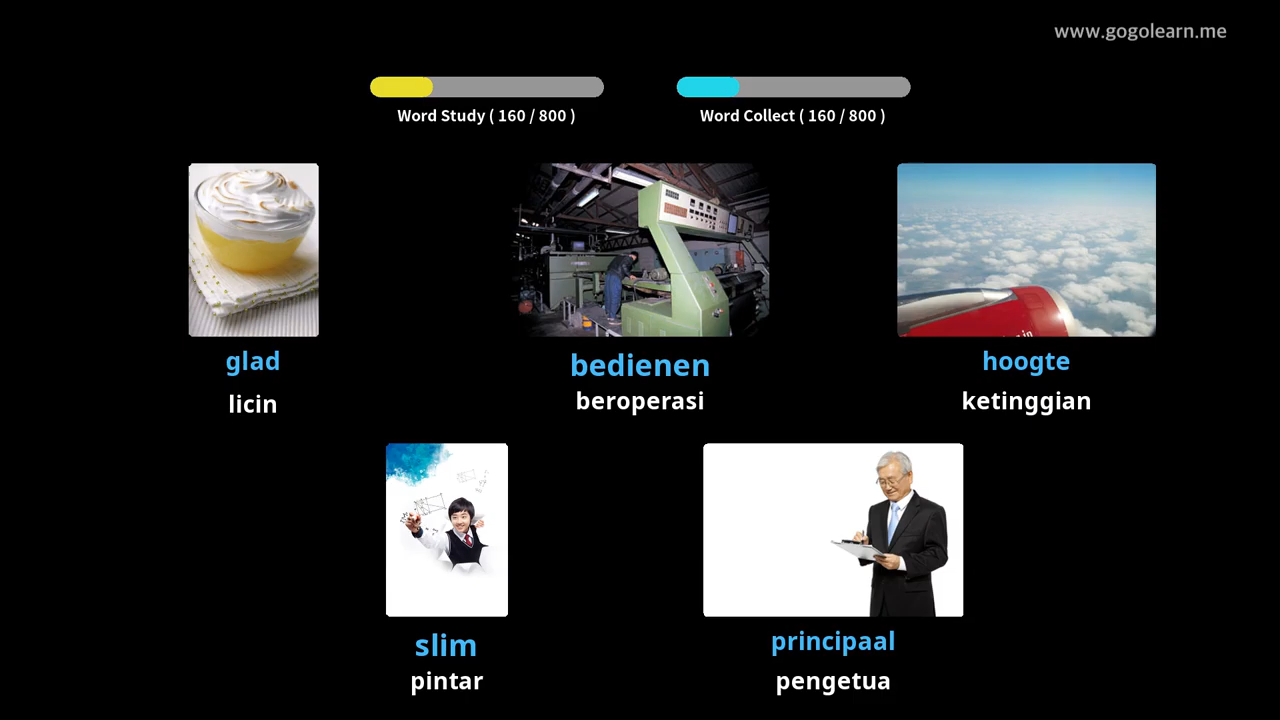 www.gogolearn.me
Word Study ( 160 / 800 )
Word Collect ( 160 / 800 )
glad
licin
bedienen
beroperasi
hoogte
ketinggian
slim
pintar
principaal
pengetua